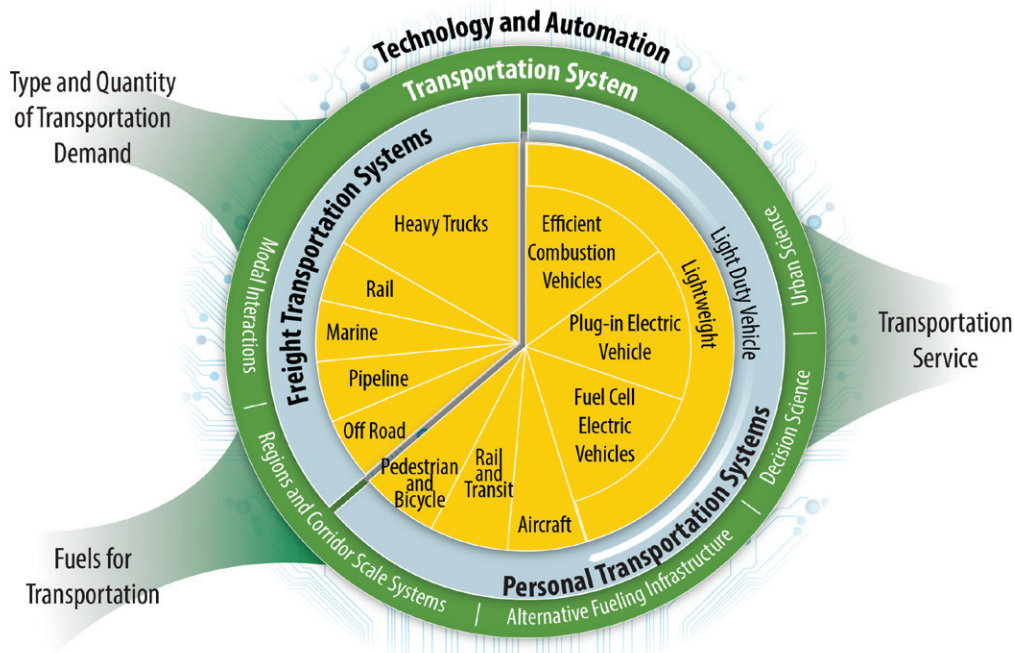 Technology and Automation
Transportation System
Type and Quantity
of Transportation
Demand
Freight Transportation Systems
Heavy Trucks
Rail
Marine
Pipeline
Off Road
Efficient
Combustion
Vehicles
Plug-in Electric
Vehicle
Fuel Cell
Electric
Vehicles
Lightweight
Light Duty Vehicle
Pedestrian
and
Bicycle
Rail
and
Transit
Aircraft
Personal Transportation Systems
Modal Interactions
|
Regions and Corridor Scale Systems
|
Alternative Fueling Infrastructure
|
Decision Science
|
Urban Science
Transportation
Service
Fuels for
Transportation